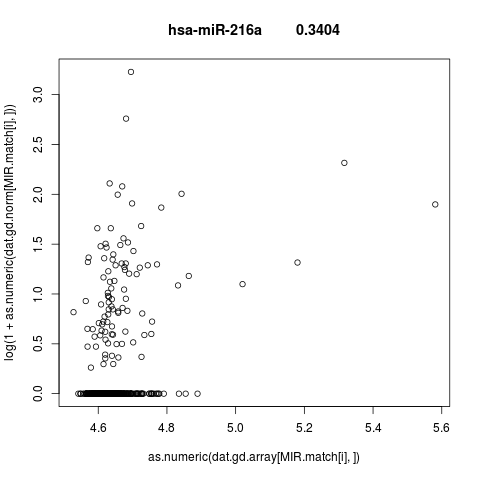 hsa-miR-216a 0.3404
log(1 + as.numeric(dat.gd.norm[MIR.match[i], ]))
3.0
2.5
2.0
1.5
1.0
0.5
0.0
4.6 4.8 5.0 5.2 5.4 5.6
as.numeric(dat.gd.array[MIR.match[i], ])